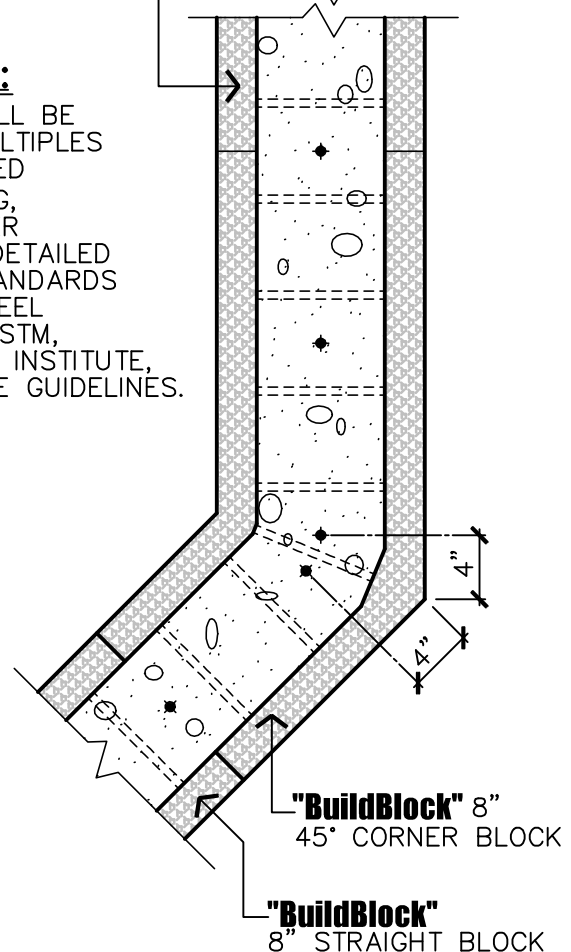 :
LL BE
LTIPLES
ED
G,
R
DETAILED
ANDARDS
EEL
STM,
INSTITUTE,
E GUIDELINES.
4"
4"
"BuildBlock" 8"
45° CORNER BLOCK
"BuildBlock"
8" STRAIGHT BLOCK